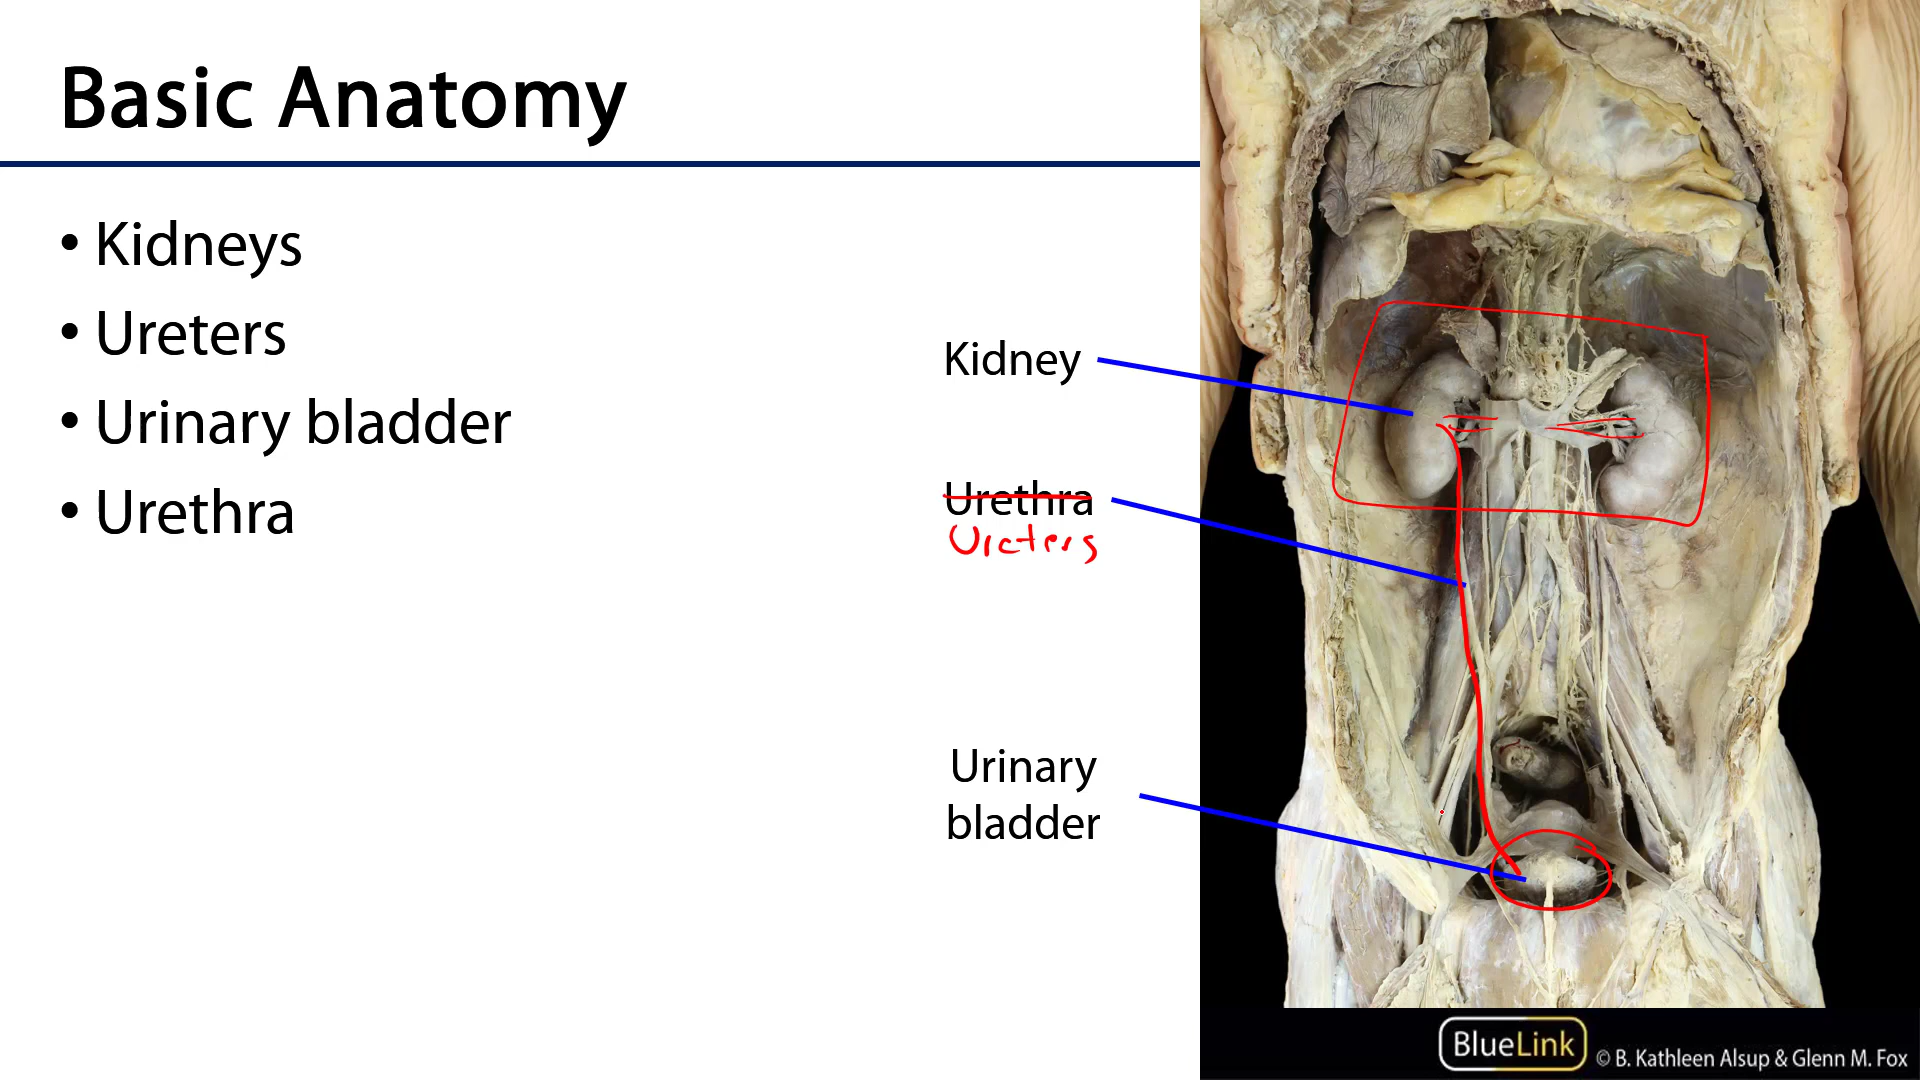 Basic Anatomy
• Kidneys
• Ureters
• Urinary bladder
• Urethra
Kidney
Urethra
Ureters
Urinary
bladder
BlueLink
© B. Kathleen Alsup & Glenn M. Fox